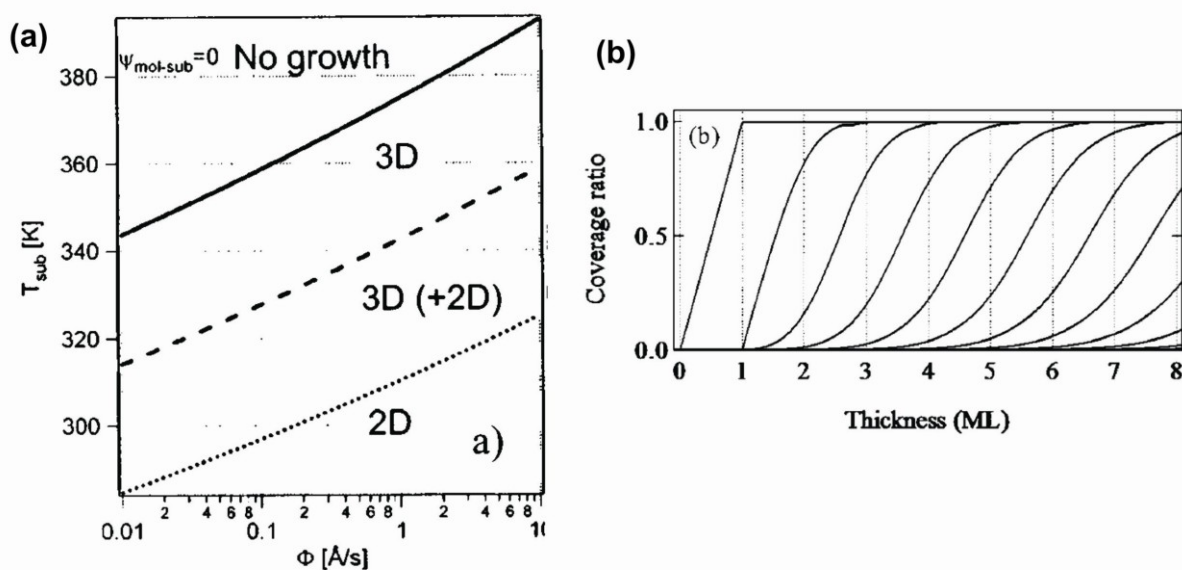 (a)
ψmol-sub=0 No growth
380
3D
360
340
3D (+2D)
320
2D
300
a)
Tsub [K]
2 4 6 8 2 4 6 8 2 4 6 8
0.01 0.1 1 10
Φ [Å/s]
(b)
(b)
1.0
0.5
0.0
Coverage ratio
0 1 2 3 4 5 6 7 8
Thickness (ML)